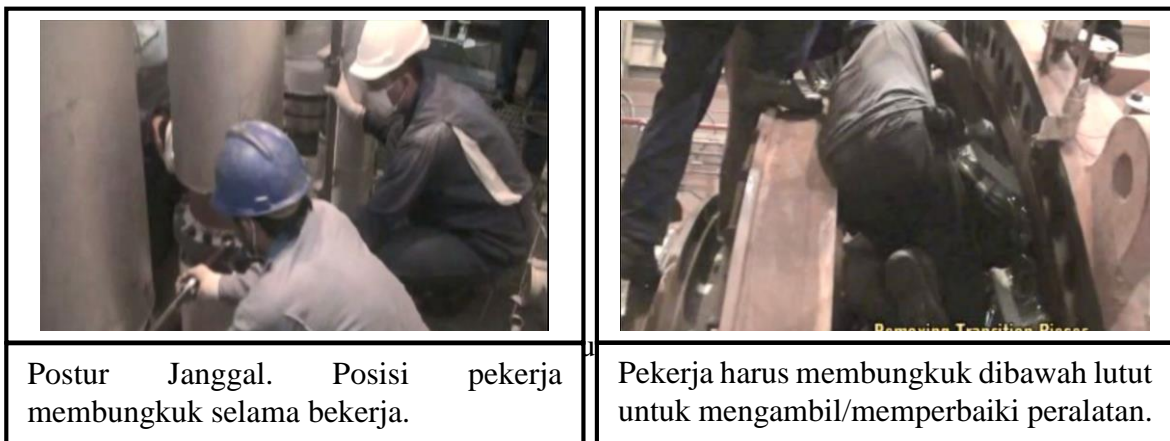 Removing Transition Pieces
Postur Janggal. Posisi pekerja
membungkuk selama bekerja.
Pekerja harus membungkuk dibawah lutut
untuk mengambil/memperbaiki peralatan.